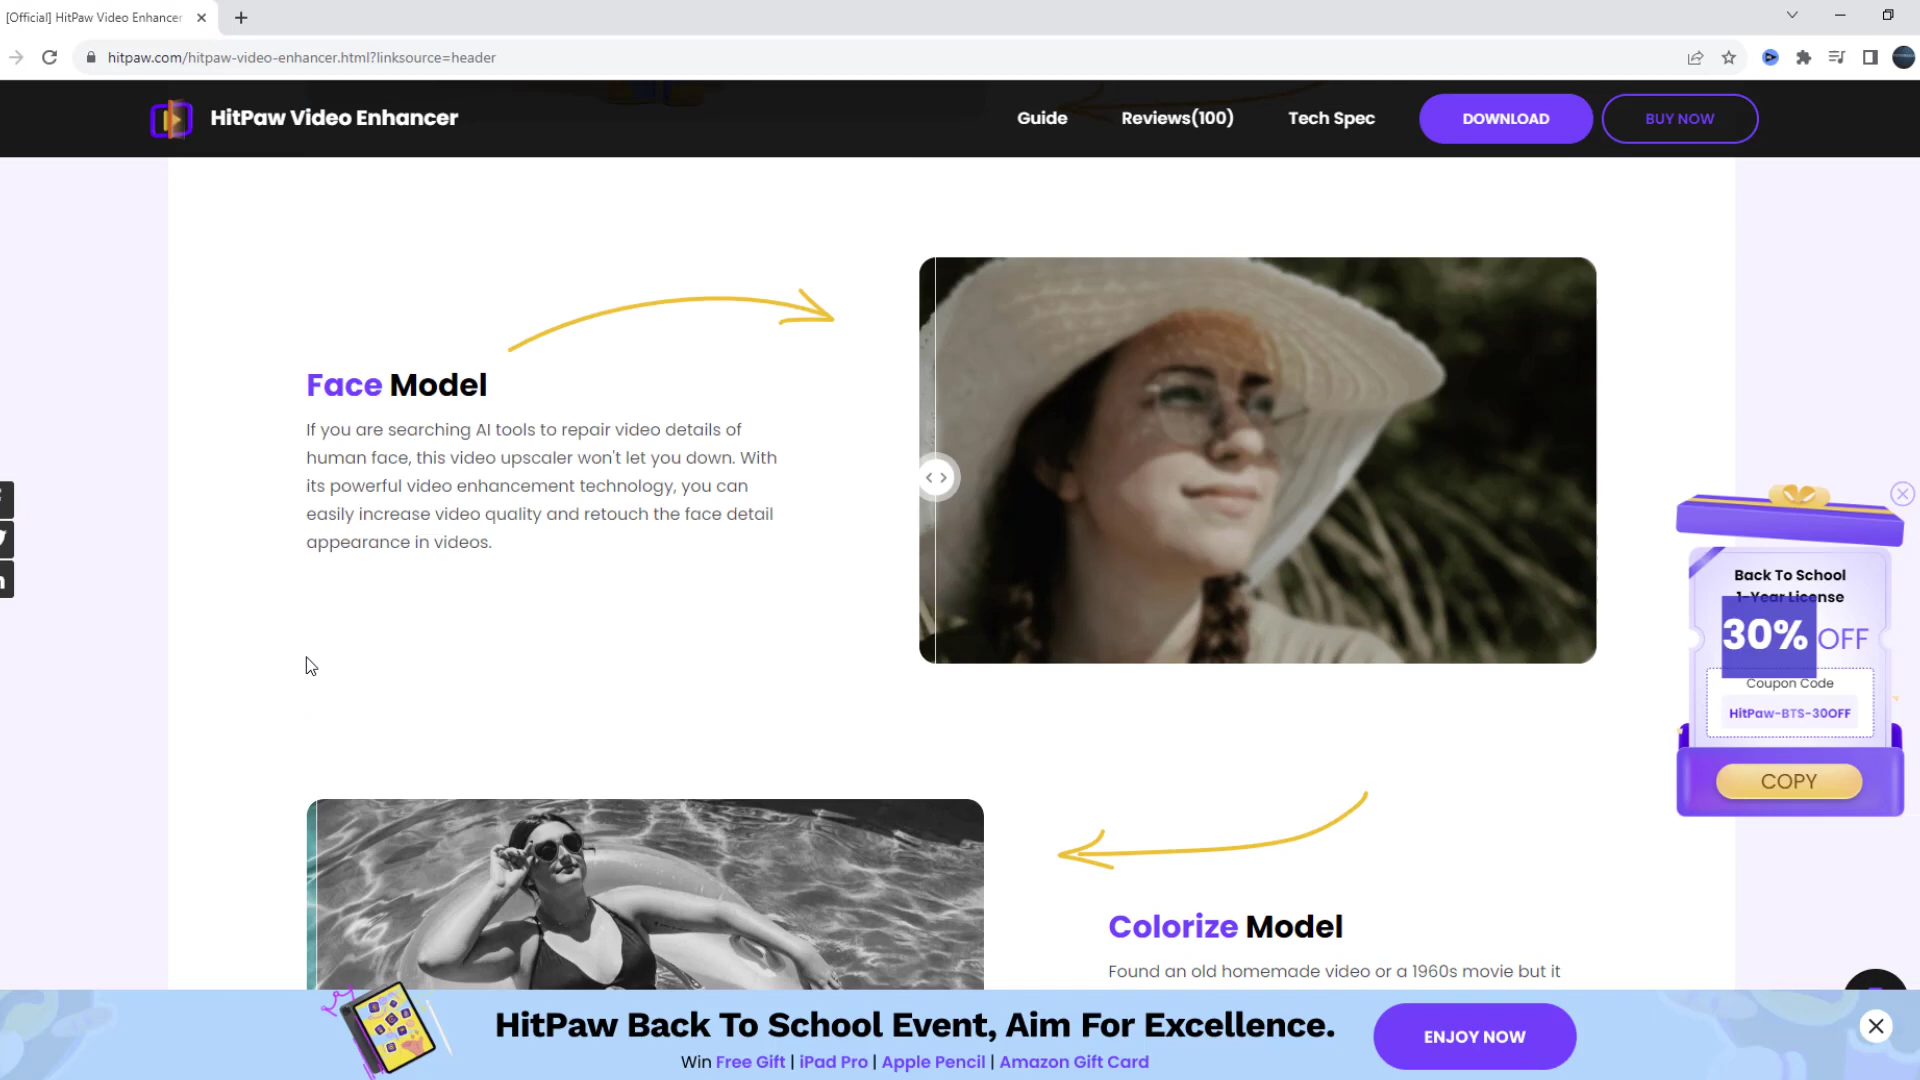 [Official] HitPaw Video Enhancer
hitpaw.com/hitpaw-video-enhancer.html?linksource=header
HitPaw Video Enhancer
Guide
Reviews(100)
Tech Spec
DOWNLOAD
BUY NOW
Face Model
If you are searching AI tools to repair video details of
human face, this video upscaler won't let you down. With
its powerful video enhancement technology, you can
easily increase video quality and retouch the face detail
appearance in videos.
Back To School
1-Year License
30% OFF
Coupon Code
HitPaw-BTS-30OFF
COPY
Colorize Model
Found an old homemade video or a 1960s movie but it
HitPaw Back To School Event, Aim For Excellence.
Win Free Gift | iPad Pro | Apple Pencil | Amazon Gift Card
ENJOY NOW